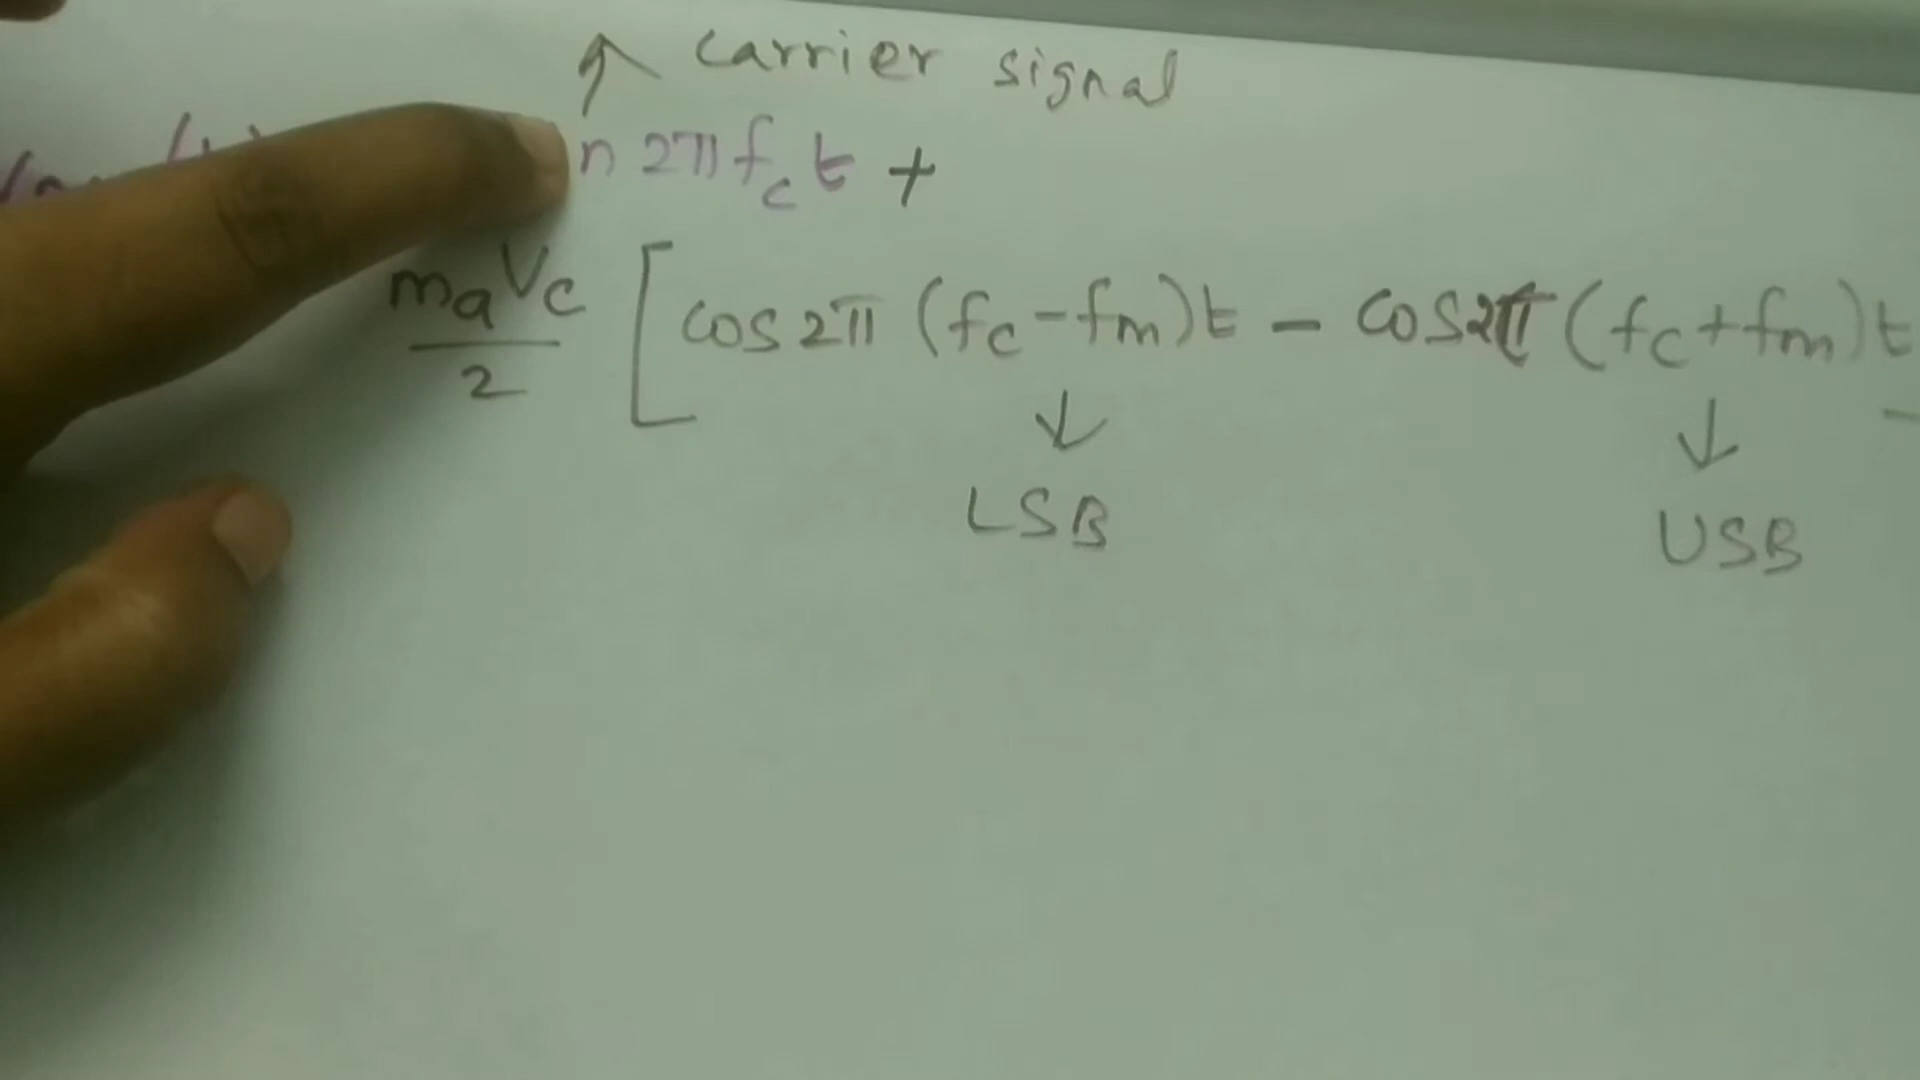 ↑ carrier signal
n 2π f_c t +
m_a V_c / 2 [ cos 2π (f_c - f_m) t - cos 2π (f_c + f_m) t
↓ ↓
LSB USB